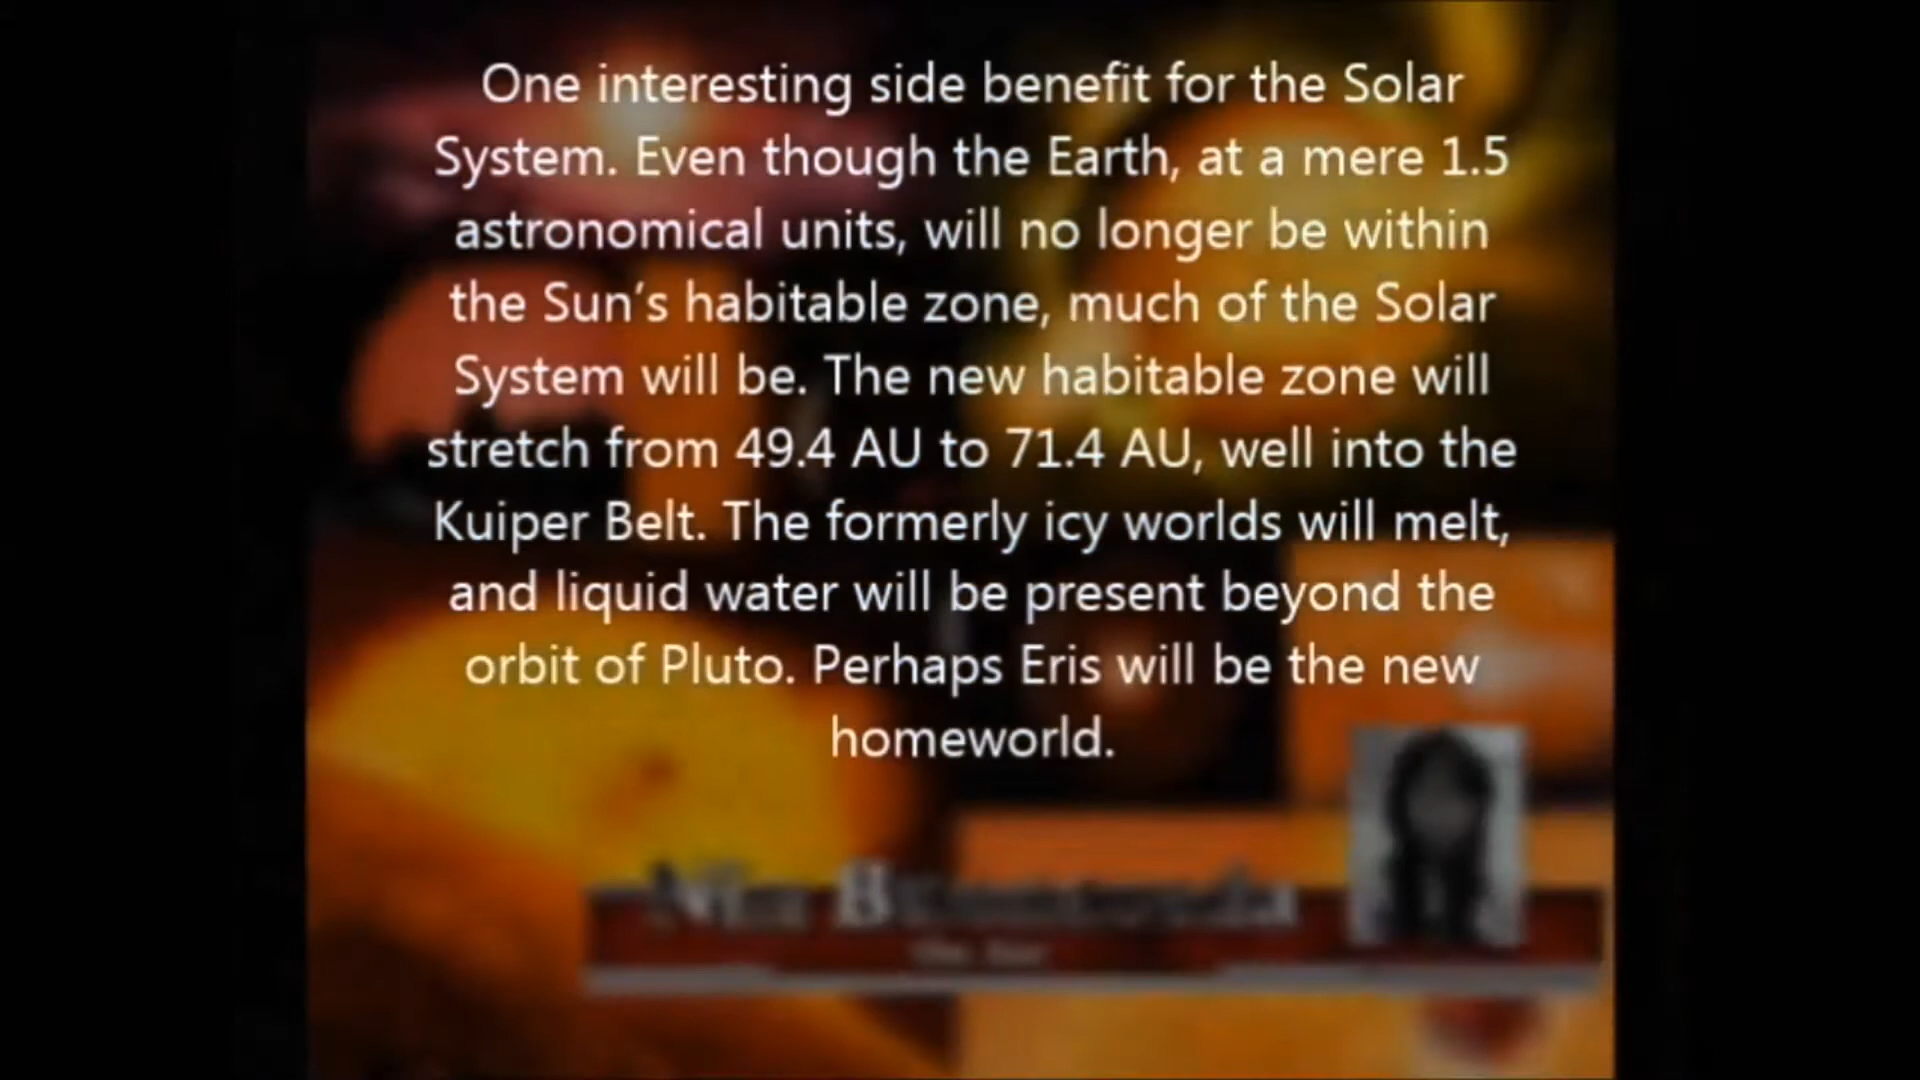 One interesting side benefit for the Solar
System. Even though the Earth, at a mere 1.5
astronomical units, will no longer be within
the Sun’s habitable zone, much of the Solar
System will be. The new habitable zone will
stretch from 49.4 AU to 71.4 AU, well into the
Kuiper Belt. The formerly icy worlds will melt,
and liquid water will be present beyond the
orbit of Pluto. Perhaps Eris will be the new
homeworld.